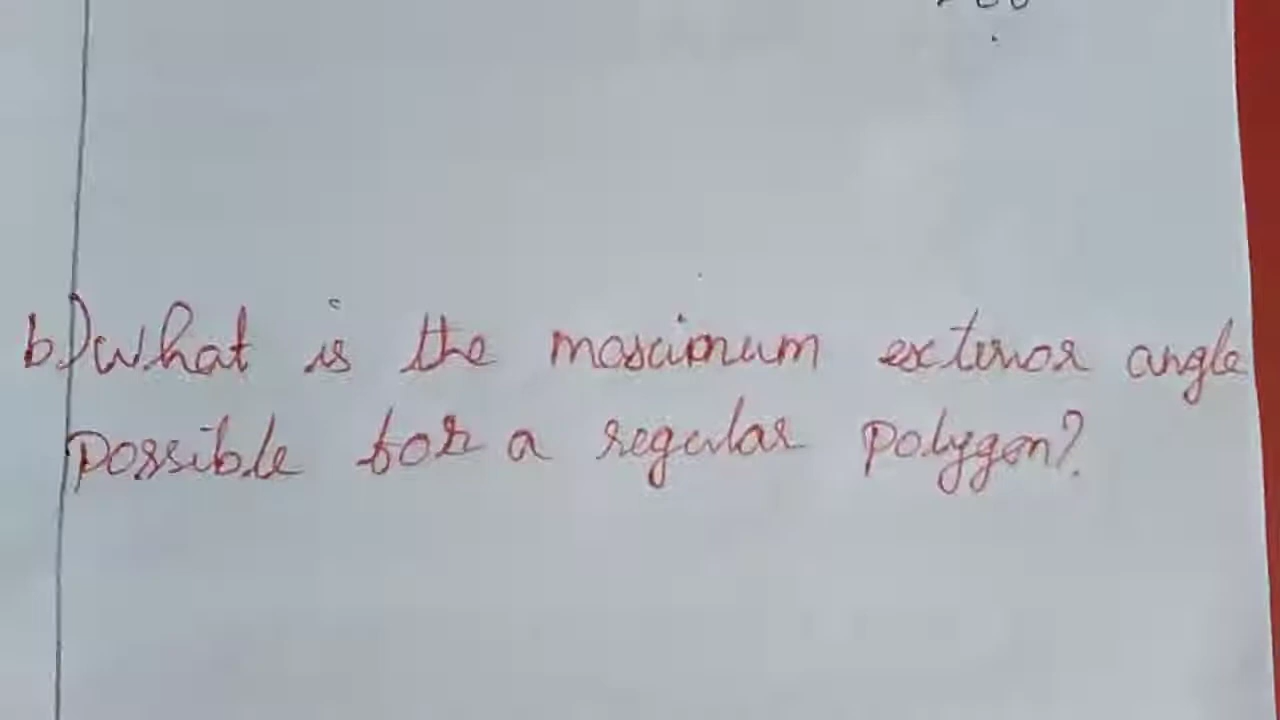 b) What is the maximum exterior angle
possible for a regular polygon?